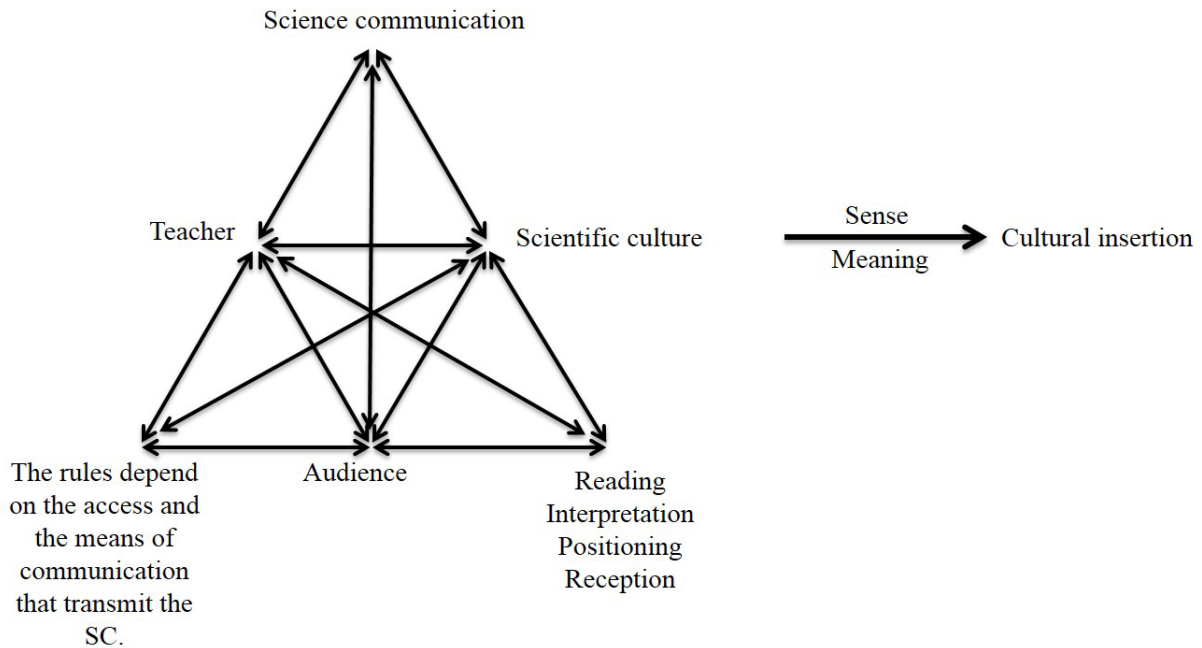 Science communication
Teacher
Scientific culture
Sense
Meaning
Cultural insertion
The rules depend
on the access and
the means of
communication
that transmit the
SC.
Audience
Reading
Interpretation
Positioning
Reception